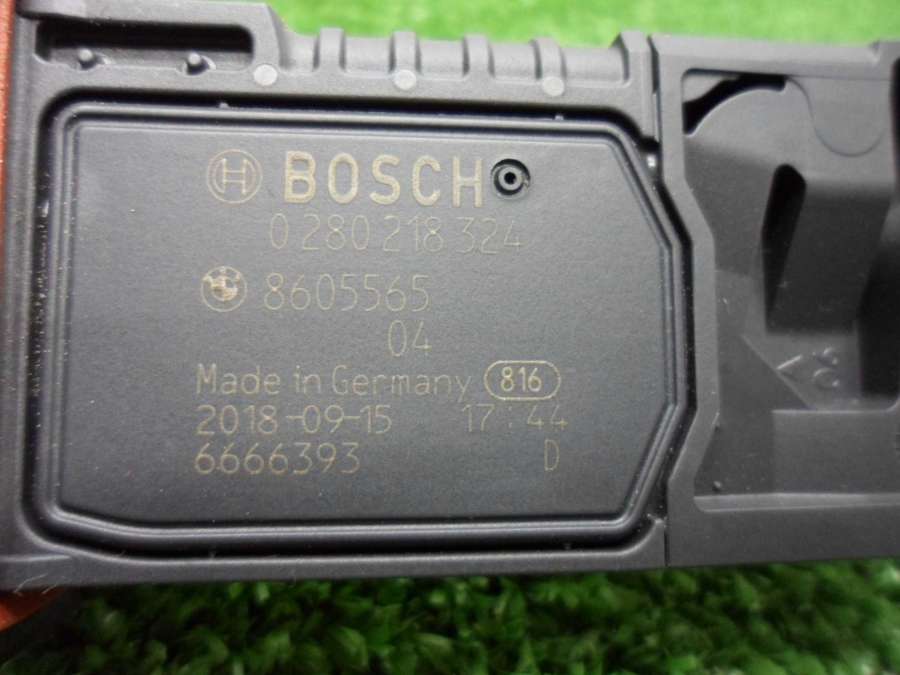 BOSCH
0 280 218 324
8605565
04
Made in Germany 816
2018-09-15 17:44
6666393 D